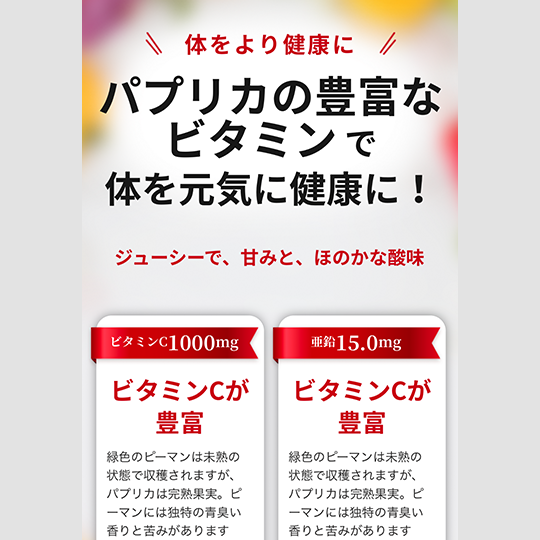 体をより健康に
パプリカの豊富な
ビタミンで
体を元気に健康に！
ジューシーで、甘みと、ほのかな酸味
ビタミンC1000mg
ビタミンCが
豊富
緑色のピーマンは未熟の
状態で収穫されますが、
パプリカは完熟果実。ピ
ーマンには独特の青臭い
香りと苦みがあります
亜鉛15.0mg
ビタミンCが
豊富
緑色のピーマンは未熟の
状態で収穫されますが、
パプリカは完熟果実。ピ
ーマンには独特の青臭い
香りと苦みがあります